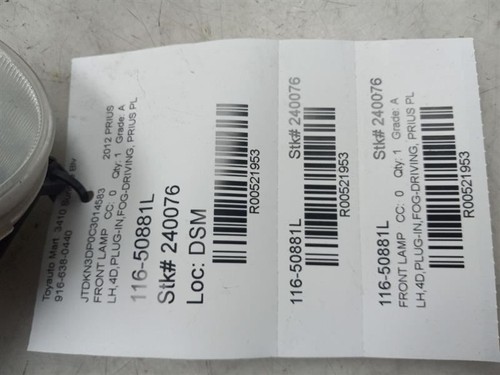 Toyauto Mart 3410
916-638-0440
JTDKN3DP0C3014583 2012 PRIUS
FRONT LAMP CC: 0 Qty: 1 Grade: A
LH,4D,PLUG-IN,FOG-DRIVING, PRIUS PL
116-50881L
Stk# 240076
Loc: DSM
R00521953
116-50881L Stk# 240076
R00521953
116-50881L Stk# 240076
FRONT LAMP CC: 0 Qty: 1 Grade: A
LH,4D,PLUG-IN,FOG-DRIVING, PRIUS PL
R00521953